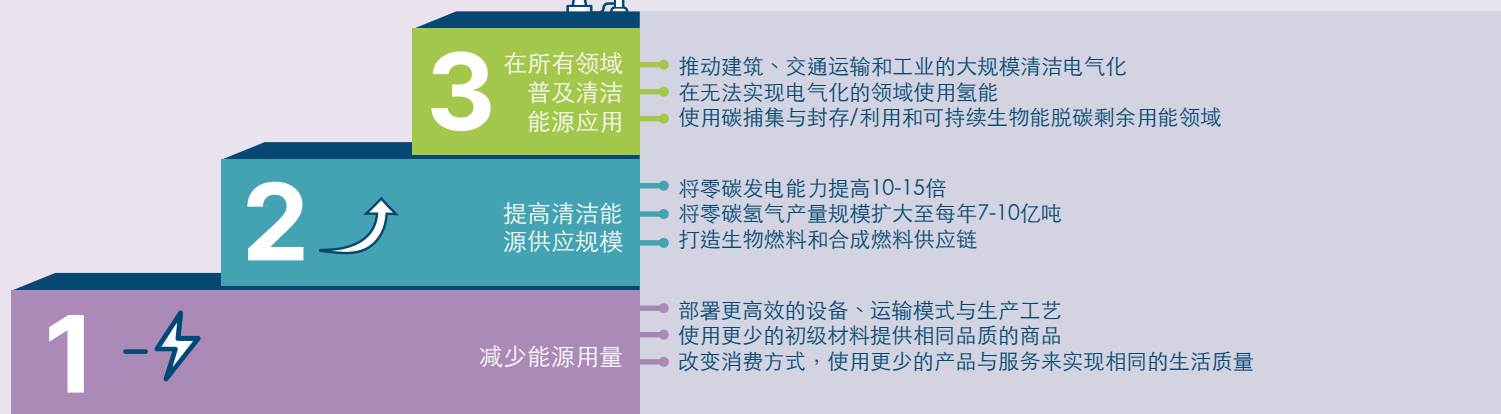 3
在所有领域
普及清洁
能源应用
推动建筑、交通运输和工业的大规模清洁电气化
在无法实现电气化的领域使用氢能
使用碳捕集与封存/利用和可持续生物能脱碳剩余用能领域
2
提高清洁能
源供应规模
将零碳发电能力提高10-15倍
将零碳氢气产量规模扩大至每年7-10亿吨
打造生物燃料和合成燃料供应链
1
减少能源用量
部署更高效的设备、运输模式与生产工艺
使用更少的初级材料提供相同品质的商品
改变消费方式，使用更少的产品与服务来实现相同的生活质量